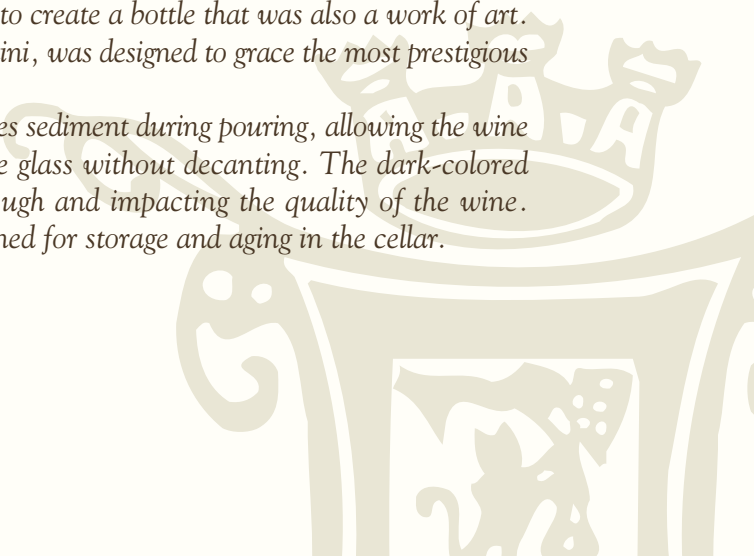 to create a bottle that was also a work of art.
ini, was designed to grace the most prestigious
es sediment during pouring, allowing the wine
e glass without decanting. The dark-colored
ugh and impacting the quality of the wine.
ned for storage and aging in the cellar.